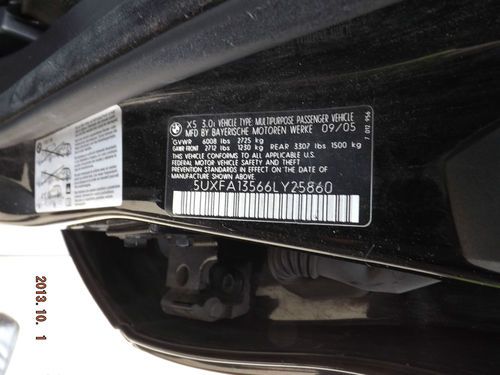 X5 3.0i VEHICLE TYPE: MULTIPURPOSE PASSENGER VEHICLE
MFD BY BAYERISCHE MOTOREN WERKE 09/05
GVWR 6008 lbs 2725 kg
GAWR FRONT 2712 lbs 1230 kg REAR 3307 lbs 1500 kg
THIS VEHICLE CONFORMS TO ALL APPLICABLE U.S.
FEDERAL MOTOR VEHICLE SAFETY AND THEFT
PREVENTION STANDARDS IN EFFECT ON THE DATE OF
MANUFACTURE SHOWN ABOVE.
5UXFA13566LY25860
7 012 956
2013.10. 1